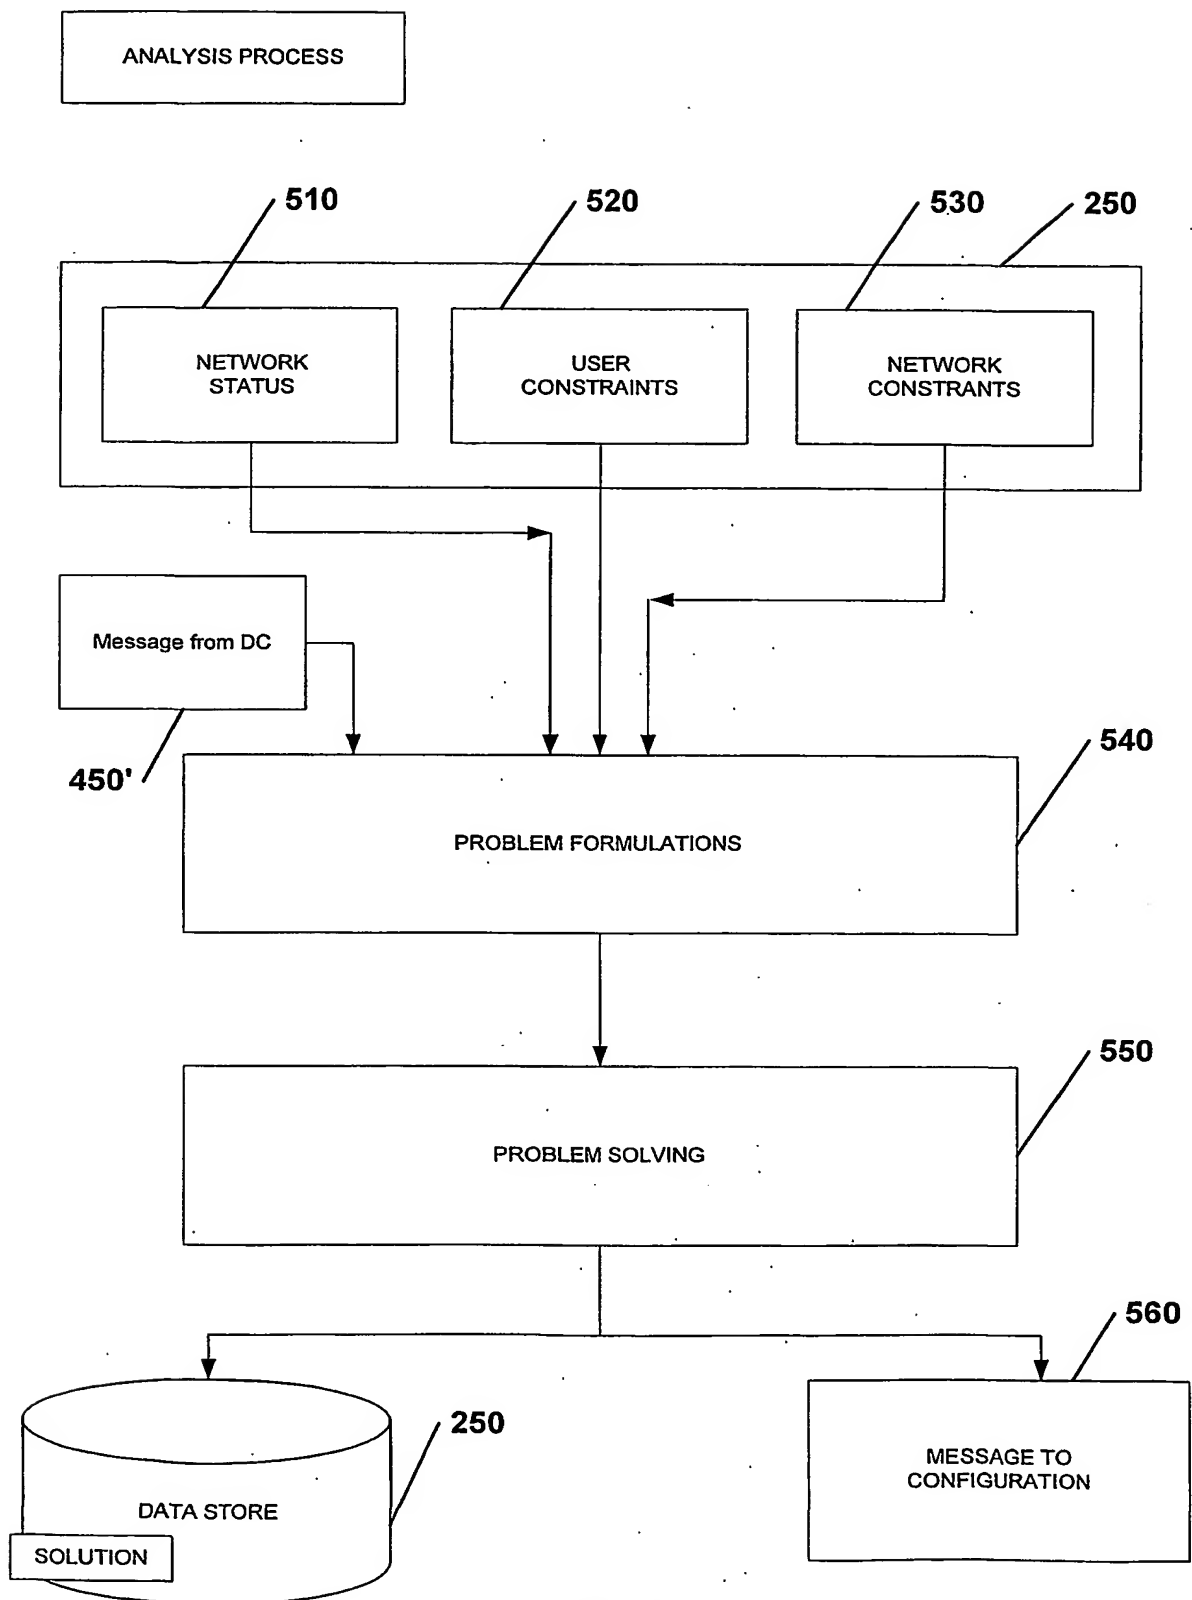 ANALYSIS PROCESS
510
520
530
250
NETWORK
STATUS
USER
CONSTRAINTS
NETWORK
CONSTRANTS
Message from DC
450'
540
PROBLEM FORMULATIONS
550
PROBLEM SOLVING
560
250
DATA STORE
SOLUTION
MESSAGE TO
CONFIGURATION